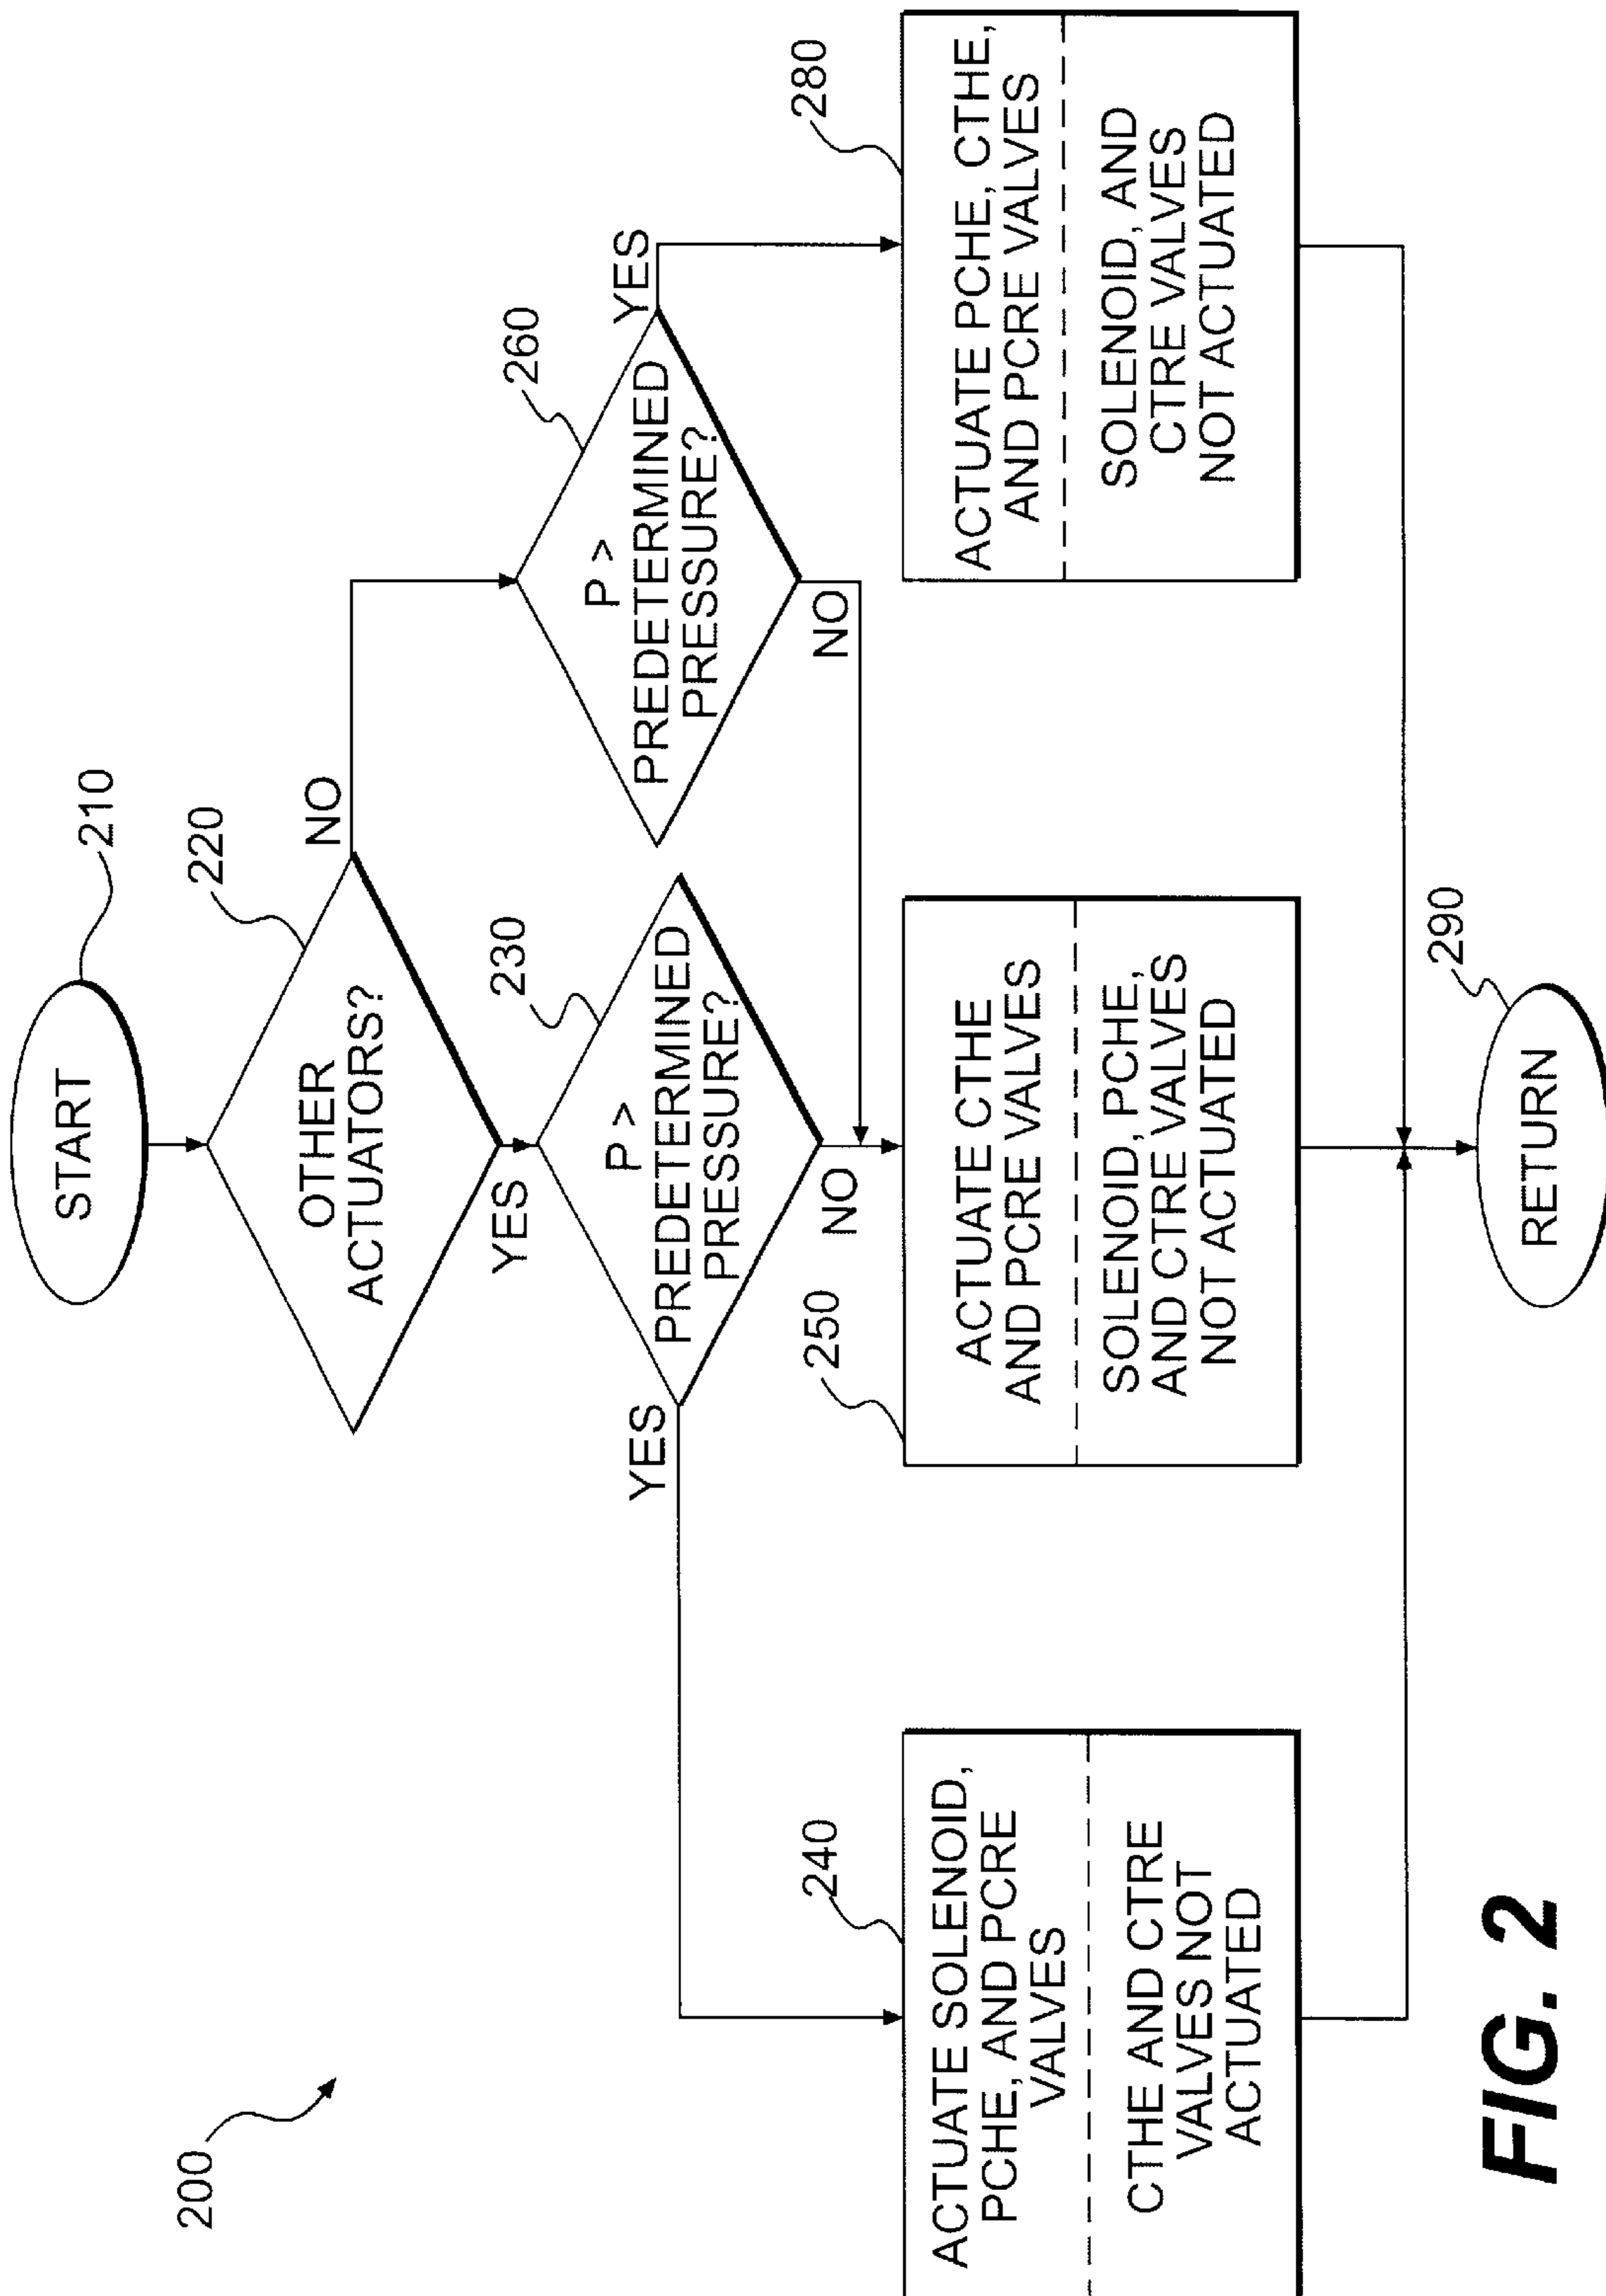 200
START
210
OTHER
ACTUATORS?
220
NO
YES
P >
PREDETERMINED
PRESSURE?
230
YES
NO
P >
PREDETERMINED
PRESSURE?
260
YES
NO
240
ACTUATE SOLENOID,
PCHE, AND PCRE
VALVES
CTHE AND CTRE
VALVES NOT
ACTUATED
250
ACTUATE CTHE
AND PCRE VALVES
SOLENOID, PCHE,
AND CTRE VALVES
NOT ACTUATED
280
ACTUATE PCHE, CTHE,
AND PCRE VALVES
SOLENOID, AND
CTRE VALVES
NOT ACTUATED
290
RETURN
FIG. 2